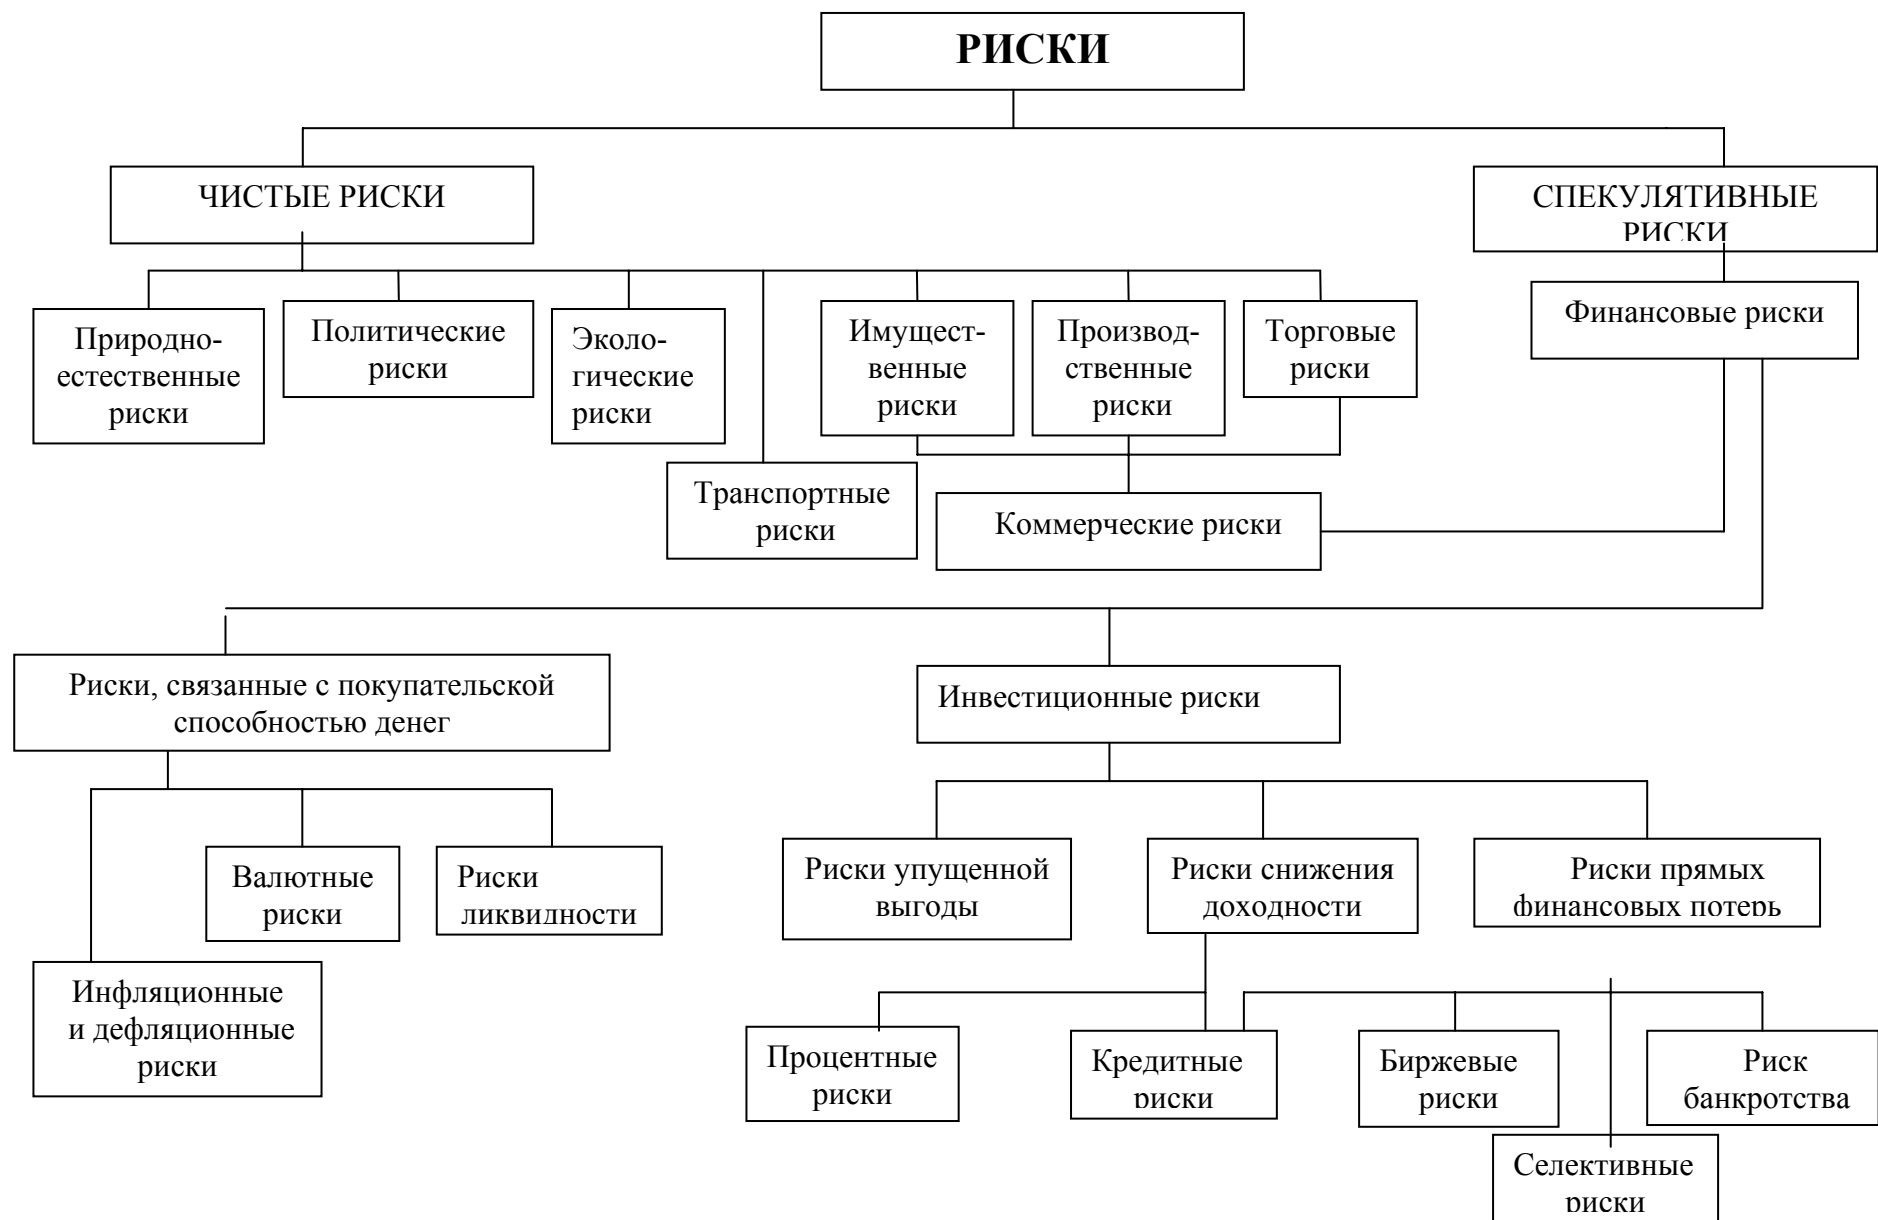 РИСКИ
ЧИСТЫЕ РИСКИ
СПЕКУЛЯТИВНЫЕ
РИСКИ
Природно-
естественные
риски
Политические
риски
Эколо-
гические
риски
Имущест-
венные
риски
Производ-
ственные
риски
Торговые
риски
Финансовые риски
Транспортные
риски
Коммерческие риски
Риски, связанные с покупательской
способностью денег
Инвестиционные риски
Валютные
риски
Риски
ликвидности
Риски упущенной
выгоды
Риски снижения
доходности
Риски прямых
финансовых потерь
Инфляционные
и дефляционные
риски
Процентные
риски
Кредитные
риски
Биржевые
риски
Риск
банкротства
Селективные
риски